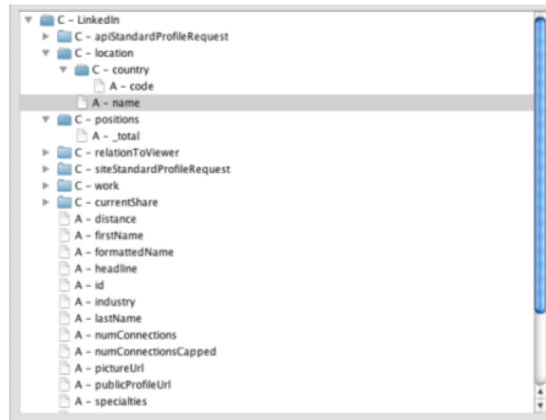 C - LinkedIn
C - apiStandardProfileRequest
C - location
C - country
A - code
A - name
C - positions
A - _total
C - relationToViewer
C - siteStandardProfileRequest
C - work
C - currentShare
A - distance
A - firstName
A - formattedName
A - headline
A - id
A - industry
A - lastName
A - numConnections
A - numConnectionsCapped
A - pictureUrl
A - publicProfileUrl
A - specialties